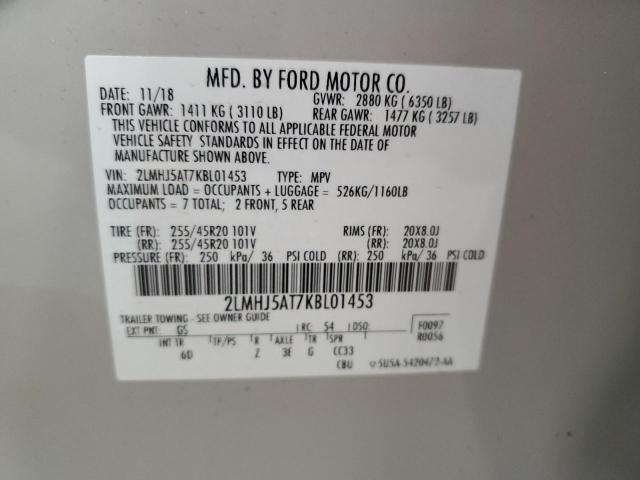 MFD. BY FORD MOTOR CO.
DATE: 11/18 GVWR: 2880 KG ( 6350 LB)
FRONT GAWR: 1411 KG ( 3110 LB) REAR GAWR: 1477 KG ( 3257 LB)
THIS VEHICLE CONFORMS TO ALL APPLICABLE FEDERAL MOTOR
VEHICLE SAFETY STANDARDS IN EFFECT ON THE DATE OF
MANUFACTURE SHOWN ABOVE.
VIN: 2LMHJ5AT7KBL01453 TYPE: MPV
MAXIMUM LOAD = OCCUPANTS + LUGGAGE = 526KG/1160LB
OCCUPANTS = 7 TOTAL; 2 FRONT, 5 REAR
TIRE (FR): 255/45R20 101V RIMS (FR): 20X8.0J
(RR): 255/45R20 101V (RR): 20X8.0J
PRESSURE (FR): 250 kPa/ 36 PSI COLD (RR): 250 kPa/ 36 PSI COLD
2LMHJ5AT7KBL01453
TRAILER TOWING - SEE OWNER GUIDE
EXT PNT: GS RC: 54 DSO: F0097
INT TR TP/PS R AXLE TR SPR R0056
6D Z 3E G CC33
CBU 5U5A-5420472-AA